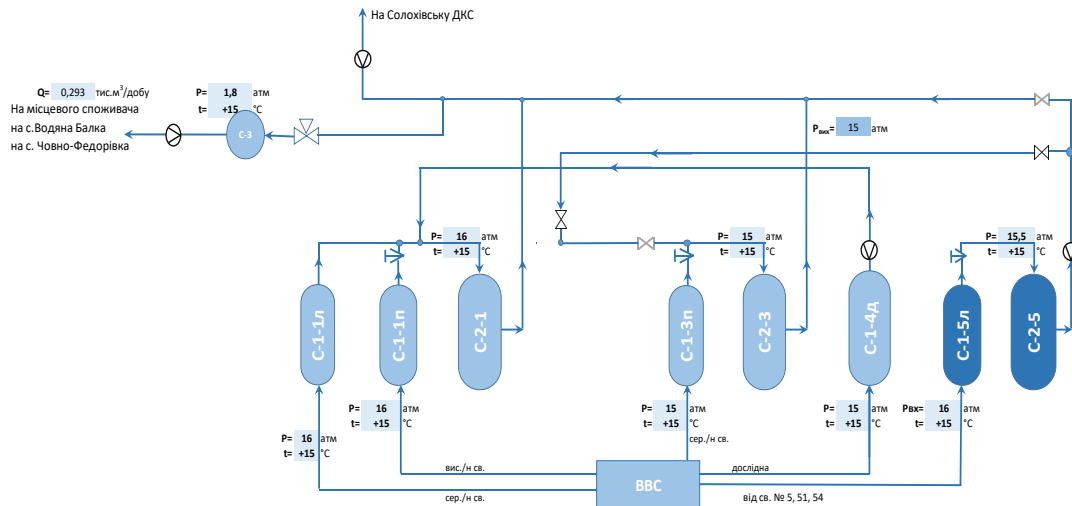 На Солохівську ДКС
Q= 0,293 тис.м³/добу
На місцевого споживача
на с.Водяна Балка
на с. Човно-Федорівка
P= 1,8 атм
t= +15 °C
С-3
Pвих= 15 атм
P= 16 атм
t= +15 °C
P= 15 атм
t= +15 °C
P= 15,5 атм
t= +15 °C
С-1-1л
С-1-1п
С-2-1
С-1-3п
С-2-3
С-1-4д
С-1-5л
С-2-5
P= 16 атм
t= +15 °C
P= 16 атм
t= +15 °C
P= 15 атм
t= +15 °C
сер./н св.
P= 15 атм
t= +15 °C
Pвх= 16 атм
t= +15 °C
вис./н св.
сер./н св.
ВВС
дослідна
від св. № 5, 51, 54